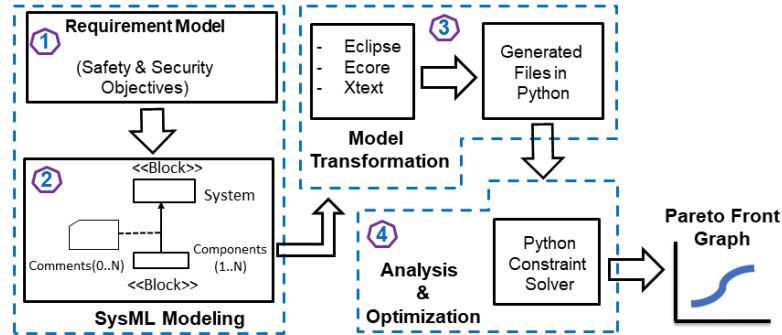 1
Requirement Model
(Safety & Security
Objectives)
2
<<Block>>
System
Comments(0..N)
Components
(1..N)
<<Block>>
SysML Modeling
3
- Eclipse
- Ecore
- Xtext
Generated
Files in
Python
Model
Transformation
4
Analysis
&
Optimization
Python
Constraint
Solver
Pareto Front
Graph